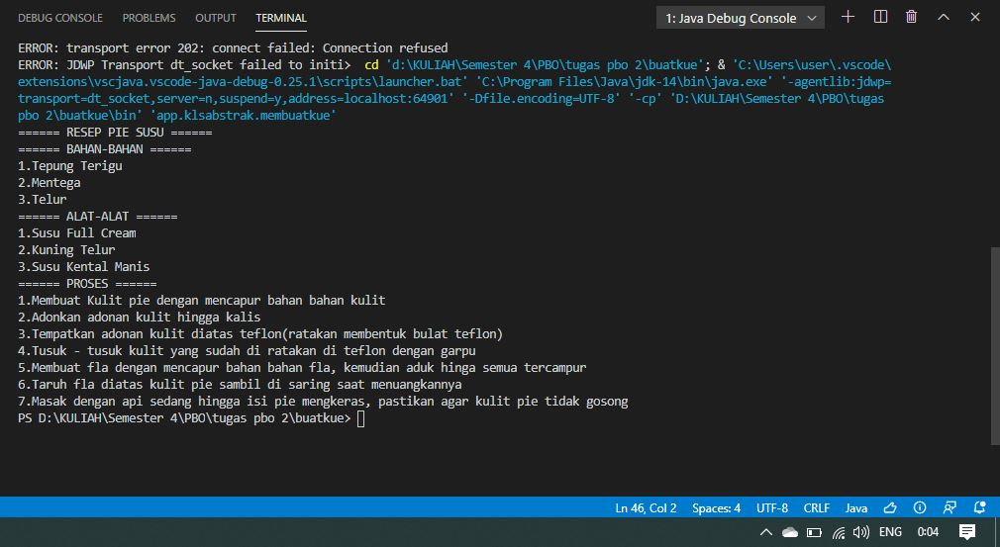 DEBUG CONSOLE PROBLEMS OUTPUT TERMINAL 1: Java Debug Console
ERROR: transport error 202: connect failed: Connection refused
ERROR: JDWP Transport dt_socket failed to initi> cd 'd:\KULIAH\Semester 4\PBO\tugas pbo 2\buatkue'; & 'C:\Users\user\.vscode\
extensions\vscjava.vscode-java-debug-0.25.1\scripts\launcher.bat' 'C:\Program Files\Java\jdk-14\bin\java.exe' '-agentlib:jdwp=
transport=dt_socket,server=n,suspend=y,address=localhost:64901' '-Dfile.encoding=UTF-8' '-cp' 'D:\KULIAH\Semester 4\PBO\tugas
pbo 2\buatkue\bin' 'app.klsabstrak.membuatkue'
====== RESEP PIE SUSU ======
====== BAHAN-BAHAN ======
1.Tepung Terigu
2.Mentega
3.Telur
====== ALAT-ALAT ======
1.Susu Full Cream
2.Kuning Telur
3.Susu Kental Manis
====== PROSES ======
1.Membuat Kulit pie dengan mencapur bahan bahan kulit
2.Adonkan adonan kulit hingga kalis
3.Tempatkan adonan kulit diatas teflon(ratakan membentuk bulat teflon)
4.Tusuk - tusuk kulit yang sudah di ratakan di teflon dengan garpu
5.Membuat fla dengan mencapur bahan bahan fla, kemudian aduk hinga semua tercampur
6.Taruh fla diatas kulit pie sambil di saring saat menuangkannya
7.Masak dengan api sedang hingga isi pie mengkeras, pastikan agar kulit pie tidak gosong
PS D:\KULIAH\Semester 4\PBO\tugas pbo 2\buatkue>
Ln 46, Col 2 Spaces: 4 UTF-8 CRLF Java
ENG 0:04